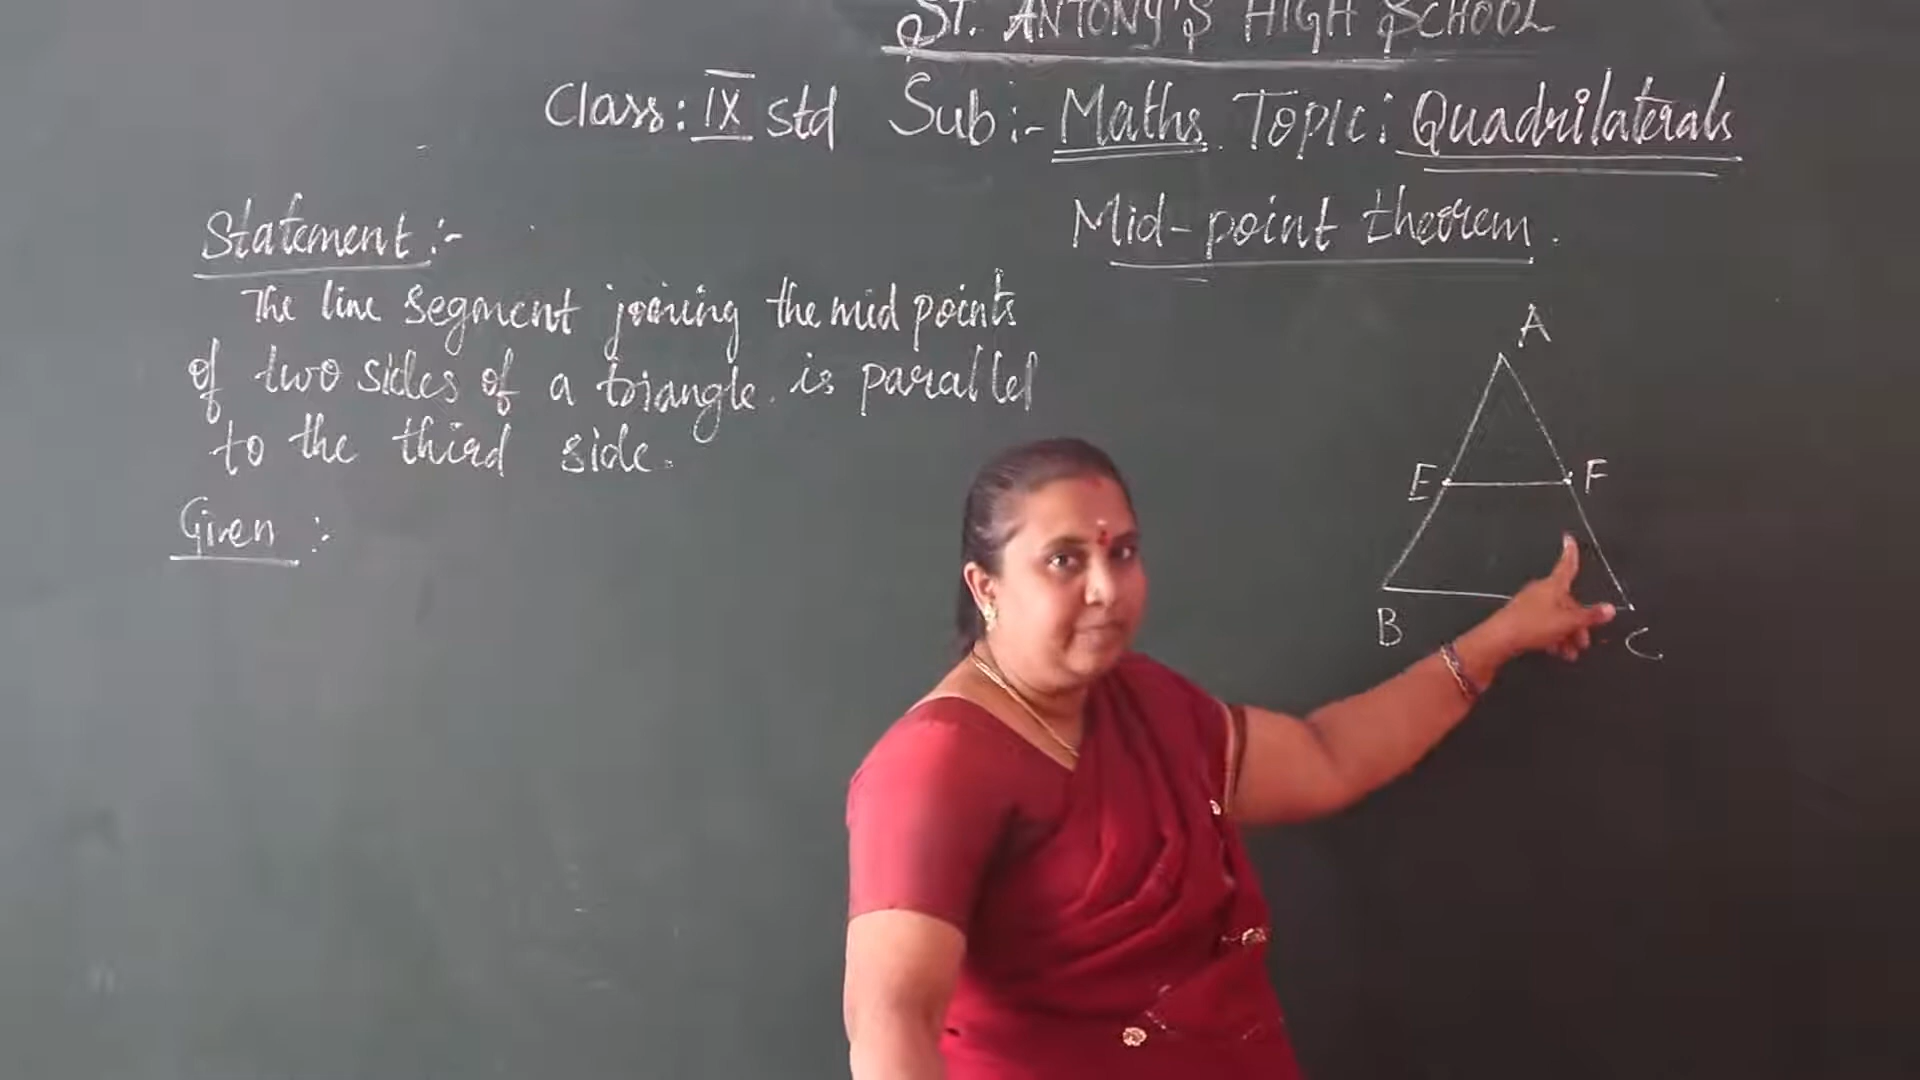 ST. ANTONY'S HIGH SCHOOL
Class: IX std Sub:- Maths. Topic: Quadrilaterals
Mid-point theorem.
Statement:-
The line segment joining the mid points
of two sides of a triangle. is parallel
to the third side.
Given :-
A
E F
B C